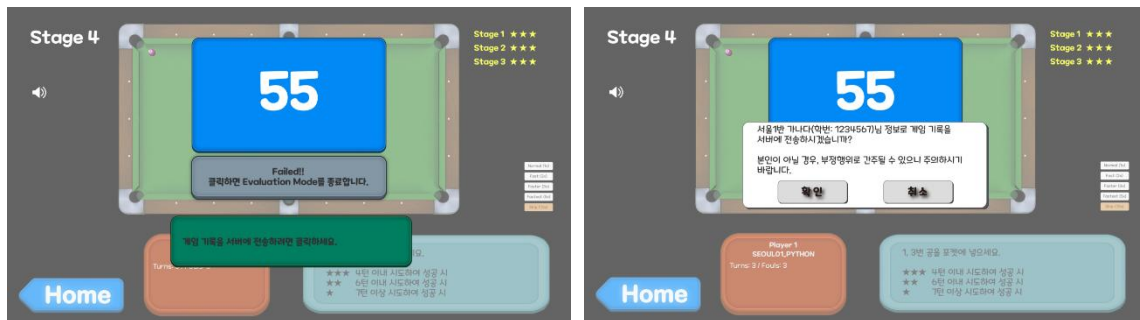 Stage 4
Stage 1 ★★★
Stage 2 ★★★
Stage 3 ★★★
55
Failed!!
클릭하면 Evaluation Mode를 종료합니다.
게임 기록을 서버에 전송하려면 클릭하세요.
★★★ 4턴 이내 시도하여 성공 시
★★ 6턴 이내 시도하여 성공 시
★ 7턴 이상 시도하여 성공 시
Home
Stage 4
Stage 1 ★★★
Stage 2 ★★★
Stage 3 ★★★
55
서울1반 가나다(학번: 1234567)님 정보로 게임 기록을
서버에 전송하시겠습니까?
본인이 아닐 경우, 부정행위로 간주될 수 있으니 주의하시기
바랍니다.
확인
취소
Player 1
SEOUL01_PYTHON
Turns: 3 / Fouls: 3
1, 3번 공을 포켓에 넣으세요.
★★★ 4턴 이내 시도하여 성공 시
★★ 6턴 이내 시도하여 성공 시
★ 7턴 이상 시도하여 성공 시
Home